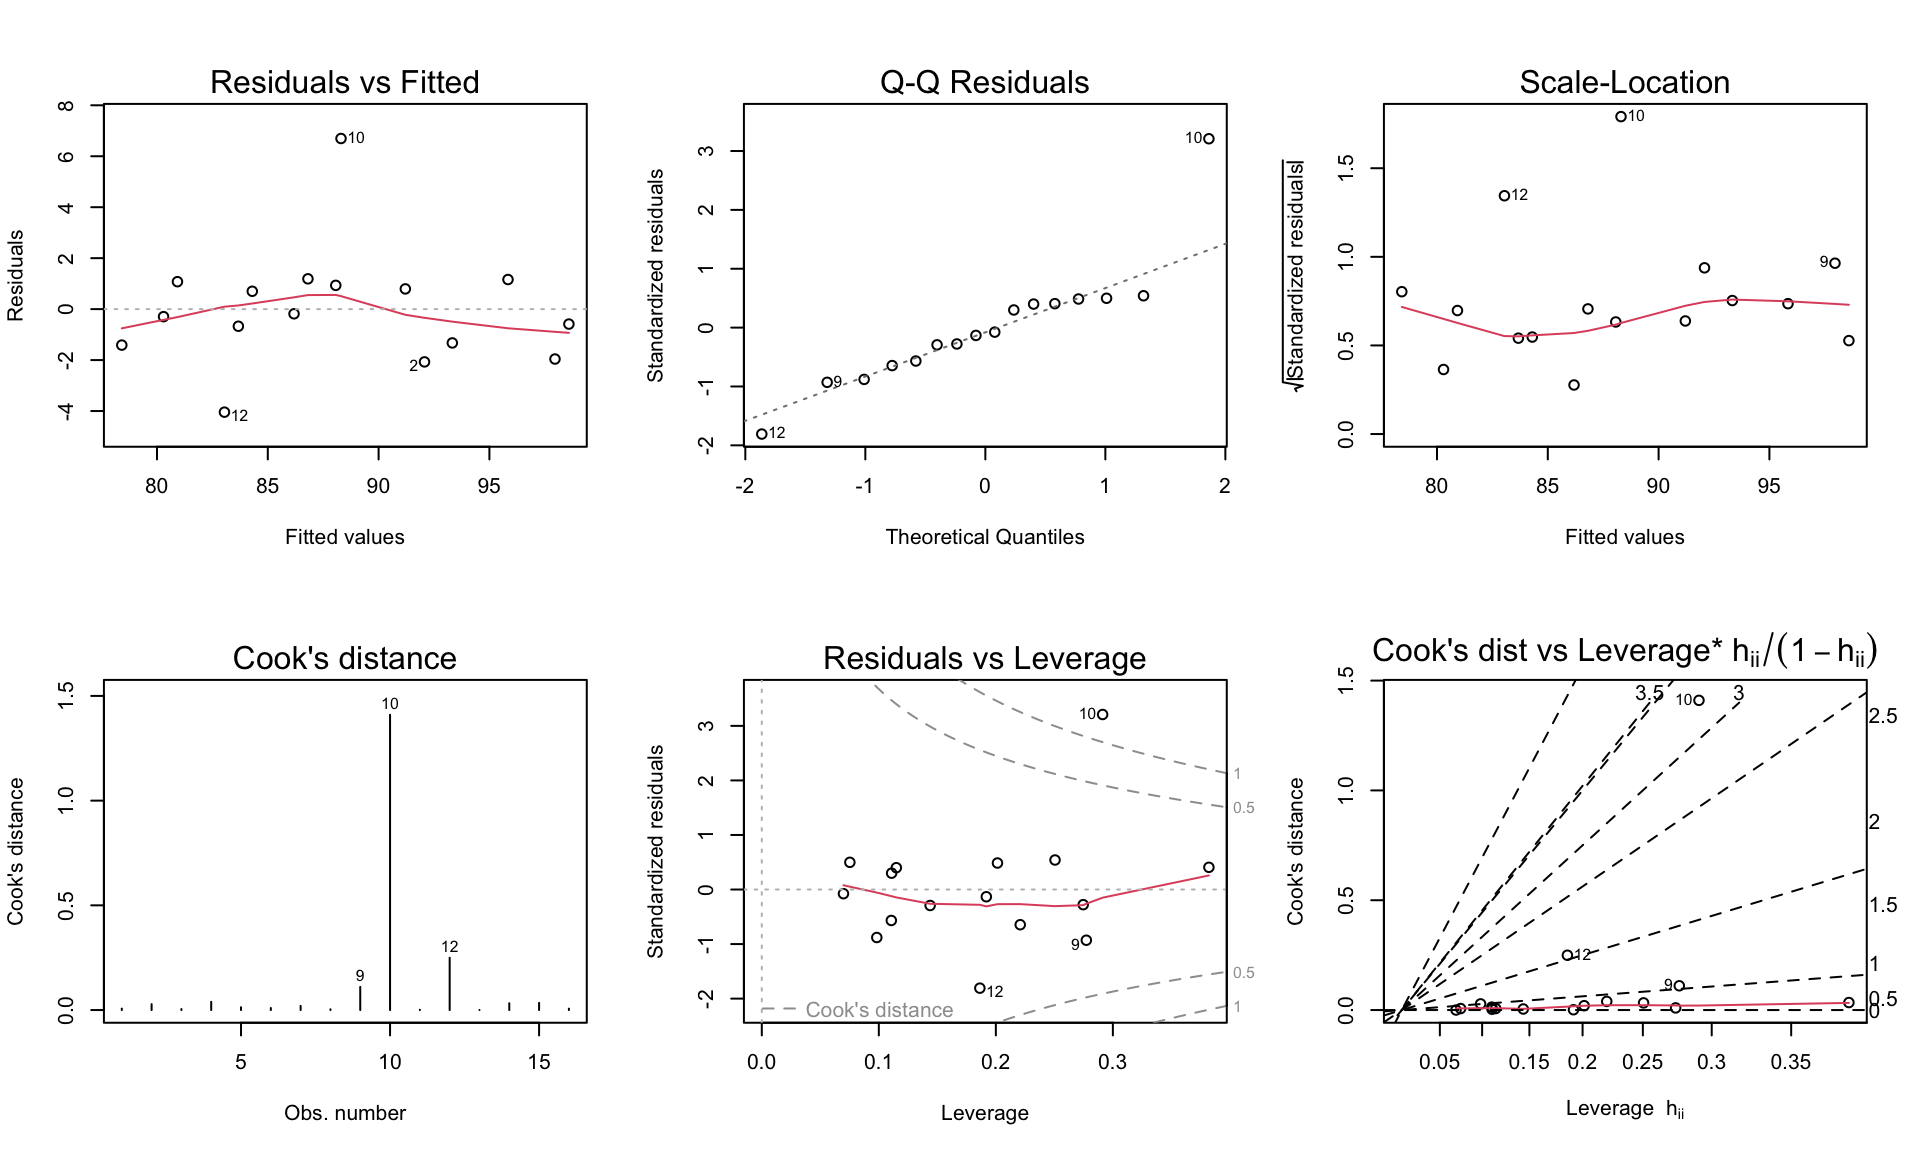 Residuals vs Fitted
Residuals
8
6
4
2
0
-2
-4
10
2
12
80 85 90 95
Fitted values
Q-Q Residuals
Standardized residuals
3
2
1
0
-1
-2
10
9
12
-2 -1 0 1 2
Theoretical Quantiles
Scale-Location
√|Standardized residuals|
1.5
1.0
0.5
0.0
10
12
9
80 85 90 95
Fitted values
Cook's distance
Cook's distance
1.5
1.0
0.5
0.0
10
12
9
5 10 15
Obs. number
Residuals vs Leverage
Standardized residuals
3
2
1
0
-1
-2
10
1
0.5
9
0.5
12
1
Cook's distance
0.0 0.1 0.2 0.3
Leverage
Cook's dist vs Leverage* hii/(1 − hii)
Cook's distance
1.5
1.0
0.5
0.0
3.5 10 3
2.5
2
1.5
12
1
9
0.5
0
0.05 0.15 0.2 0.25 0.3 0.35
Leverage hii